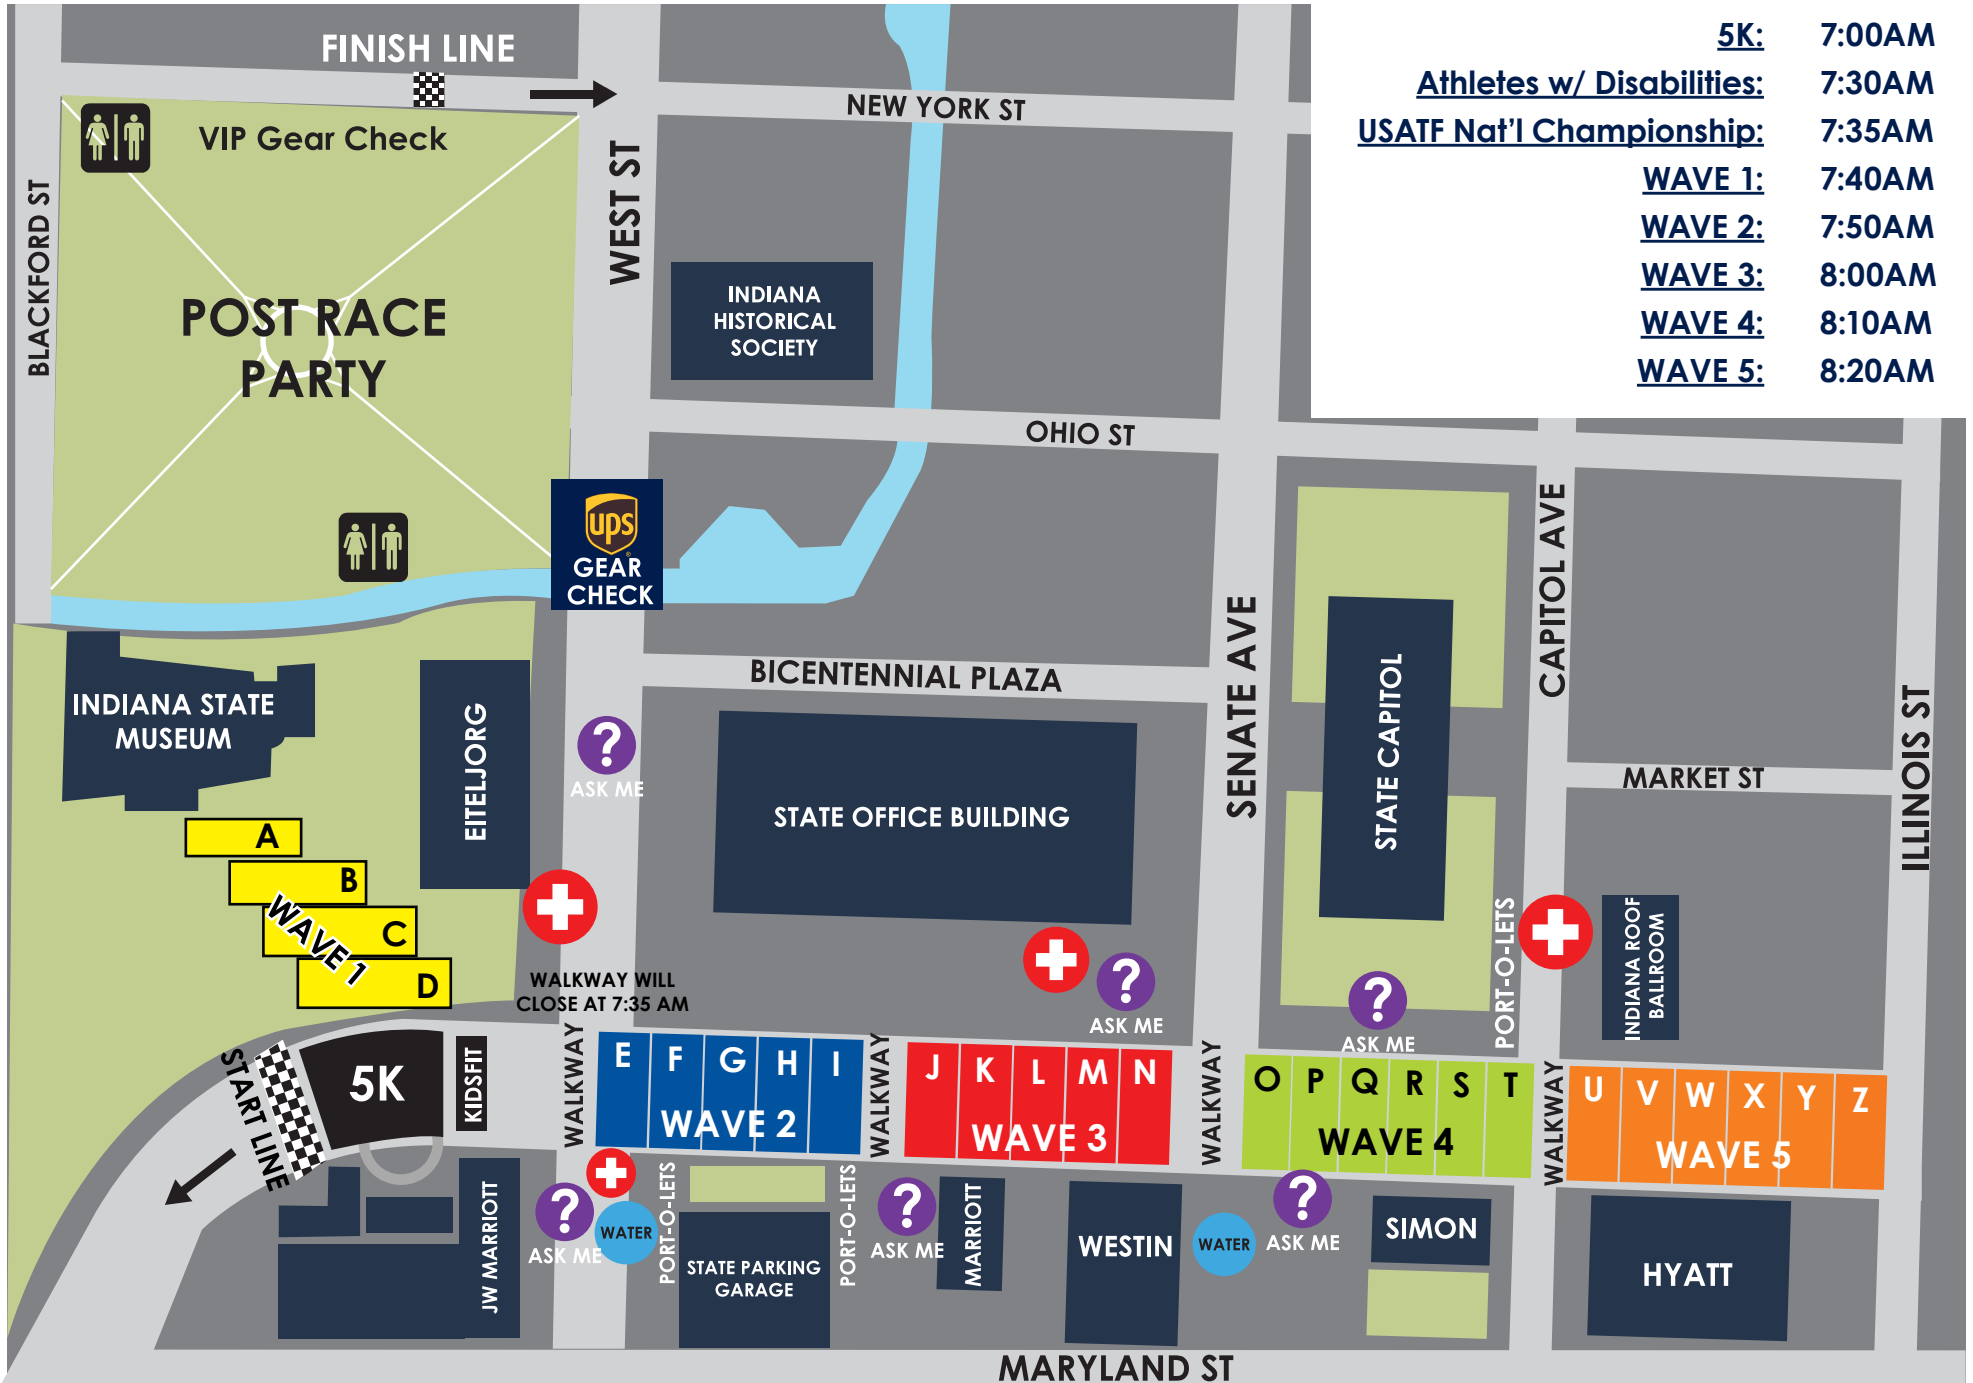 FINISH LINE
VIP Gear Check
POST RACE
PARTY
BLACKFORD ST
WEST ST
NEW YORK ST
5K: 7:00AM
Athletes w/ Disabilities: 7:30AM
USATF Nat'l Championship: 7:35AM
WAVE 1: 7:40AM
WAVE 2: 7:50AM
WAVE 3: 8:00AM
WAVE 4: 8:10AM
WAVE 5: 8:20AM
INDIANA
HISTORICAL
SOCIETY
OHIO ST
ups
GEAR
CHECK
BICENTENNIAL PLAZA
SENATE AVE
CAPITOL AVE
ILLINOIS ST
MARKET ST
INDIANA STATE
MUSEUM
EITELJORG
?
ASK ME
STATE OFFICE BUILDING
STATE CAPITOL
A
B
C
D
WAVE 1
WALKWAY WILL
CLOSE AT 7:35 AM
?
ASK ME
?
ASK ME
PORT-O-LETS
INDIANA ROOF
BALLROOM
START LINE
5K
KIDSFIT
WALKWAY
E F G H I
WAVE 2
WALKWAY
J K L M N
WAVE 3
WALKWAY
O P Q R S T
WAVE 4
WALKWAY
U V W X Y Z
WAVE 5
JW MARRIOTT
?
ASK ME
WATER
PORT-O-LETS
STATE PARKING
GARAGE
PORT-O-LETS
?
ASK ME
MARRIOTT
WESTIN
WATER
?
ASK ME
SIMON
HYATT
MARYLAND ST